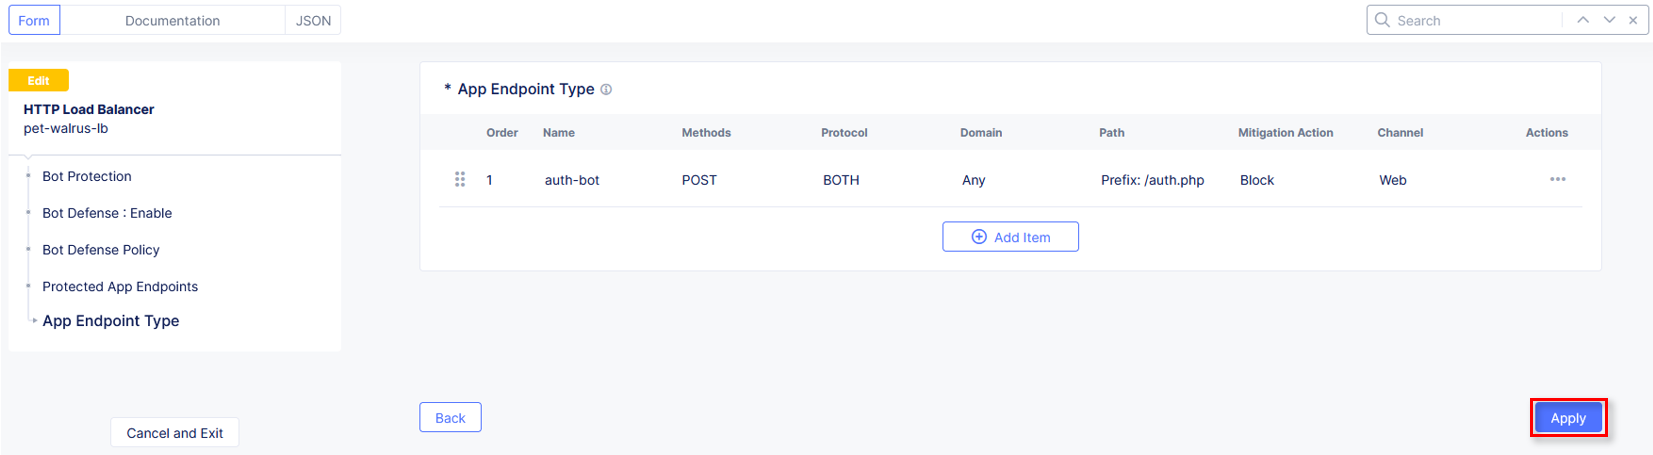 Form Documentation JSON Search
Edit
HTTP Load Balancer
pet-walrus-lb
Bot Protection
Bot Defense : Enable
Bot Defense Policy
Protected App Endpoints
App Endpoint Type
Cancel and Exit
* App Endpoint Type
Order Name Methods Protocol Domain Path Mitigation Action Channel Actions
1 auth-bot POST BOTH Any Prefix: /auth.php Block Web
Add Item
Back Apply